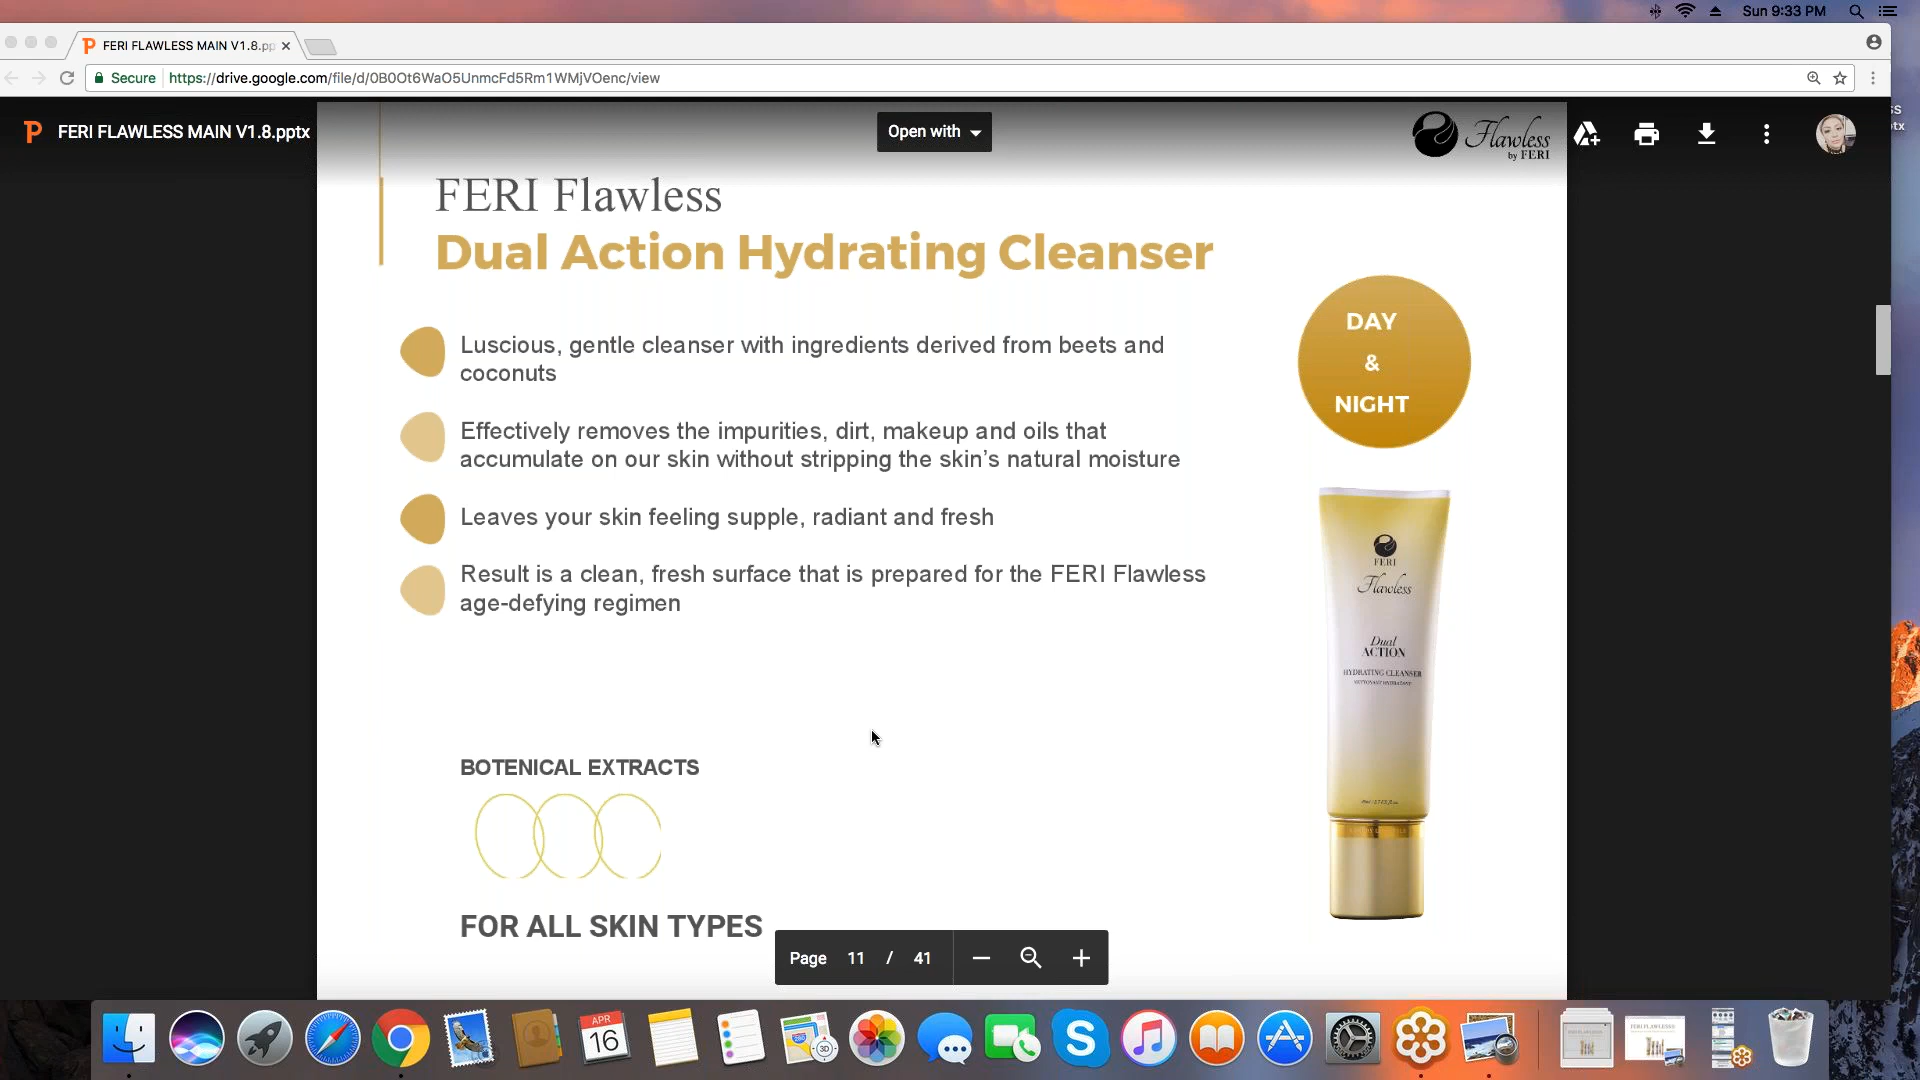 Sun 9:33 PM
FERI FLAWLESS MAIN V1.8.pp
Secure
https://drive.google.com/file/d/0B0Ot6WaO5UnmcFd5Rm1WMjVOenc/view
FERI FLAWLESS MAIN V1.8.pptx
Open with
Flawless
by FERI
SS
tx
FERI Flawless
Dual Action Hydrating Cleanser
Luscious, gentle cleanser with ingredients derived from beets and
coconuts
Effectively removes the impurities, dirt, makeup and oils that
accumulate on our skin without stripping the skin's natural moisture
Leaves your skin feeling supple, radiant and fresh
Result is a clean, fresh surface that is prepared for the FERI Flawless
age-defying regimen
DAY
&
NIGHT
FERI
Flawless
Dual
ACTION
HYDRATING CLEANSER
NETTOYANT HYDRATANT
BOTENICAL EXTRACTS
FOR ALL SKIN TYPES
Page 11 / 41
APR
16
3D